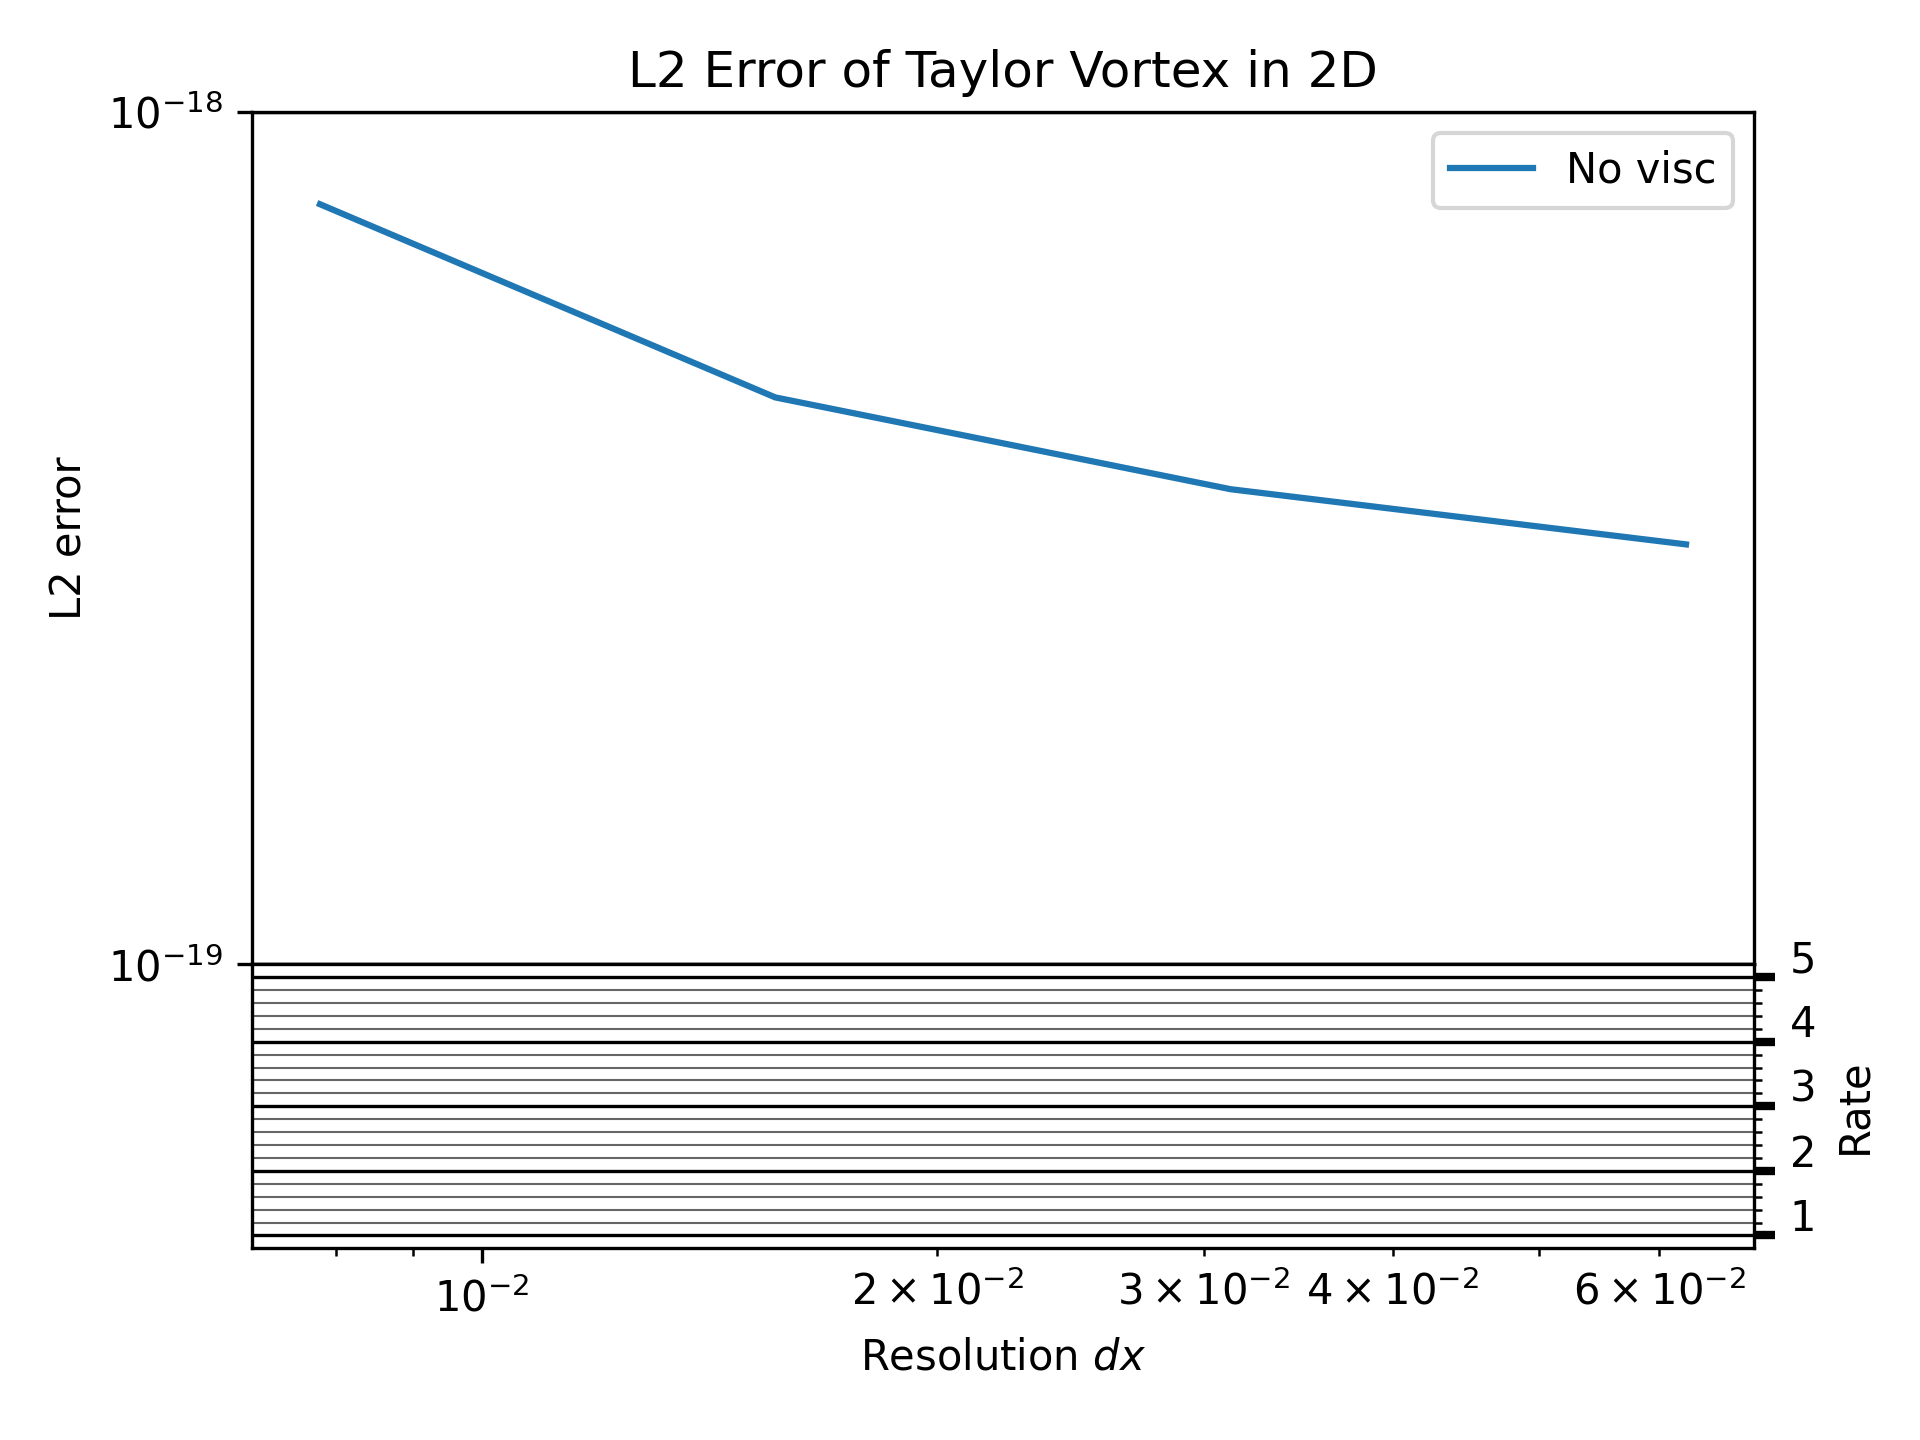 L2 Error of Taylor Vortex in 2D
10⁻¹⁸
No visc
L2 error
10⁻¹⁹
5
4
3
2
1
Rate
10⁻² 2 × 10⁻² 3 × 10⁻² 4 × 10⁻² 6 × 10⁻²
Resolution dx